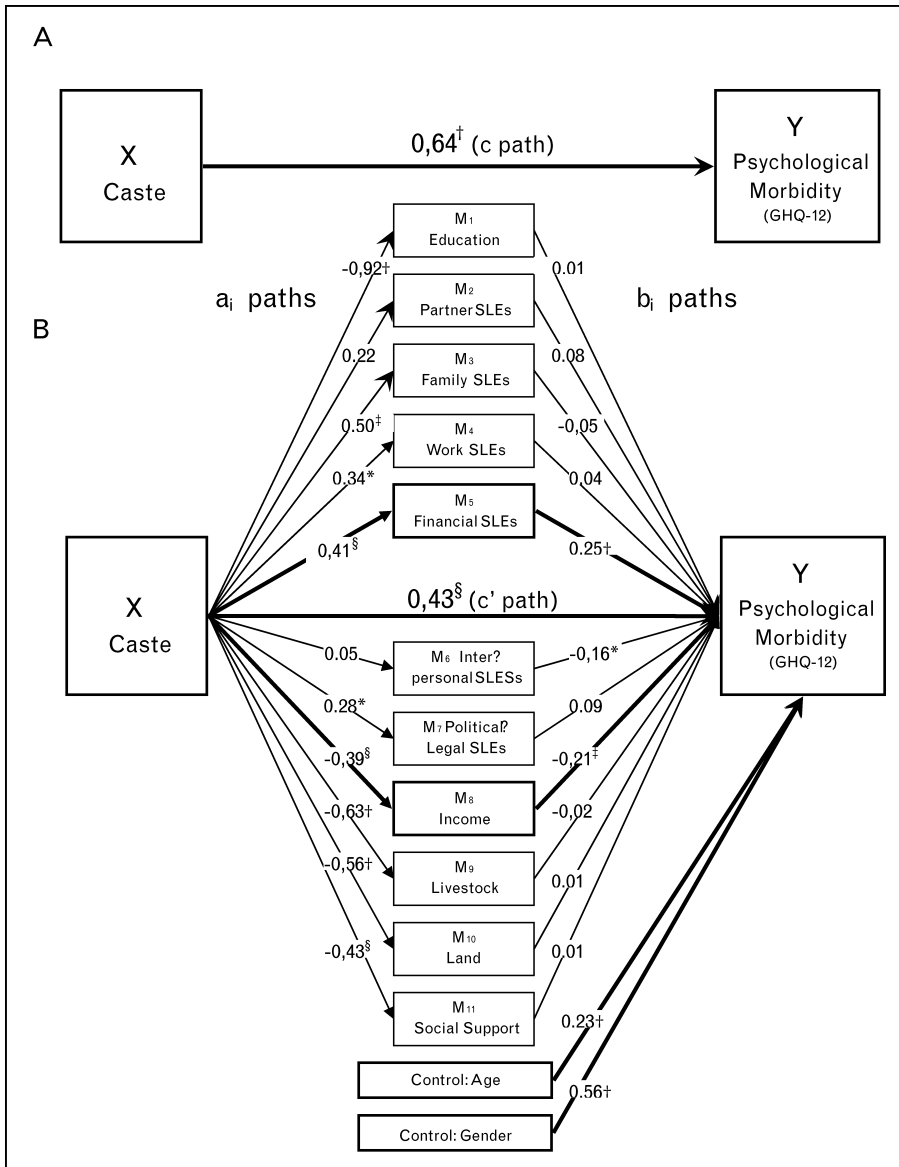 A
X
Caste
0,64† (c path)
Y
Psychological
Morbidity
(GHQ-12)
M1
Education
-0,92†
0.01
ai paths
bi paths
M2
Partner SLEs
B
0.22
0.08
M3
Family SLEs
0.50‡
-0,05
M4
Work SLEs
0.34*
0.04
M5
Financial SLEs
0,41§
0.25†
X
Caste
0,43§ (c' path)
Y
Psychological
Morbidity
(GHQ-12)
0.05
M6 Inter?
personal SLESs
-0,16*
0.28*
M7 Political?
Legal SLEs
0.09
-0,39§
-0,21‡
M8
Income
-0,63†
-0,02
M9
Livestock
-0,56†
0.01
M10
Land
-0,43§
0.01
M11
Social Support
0.23†
Control: Age
0.56†
Control: Gender